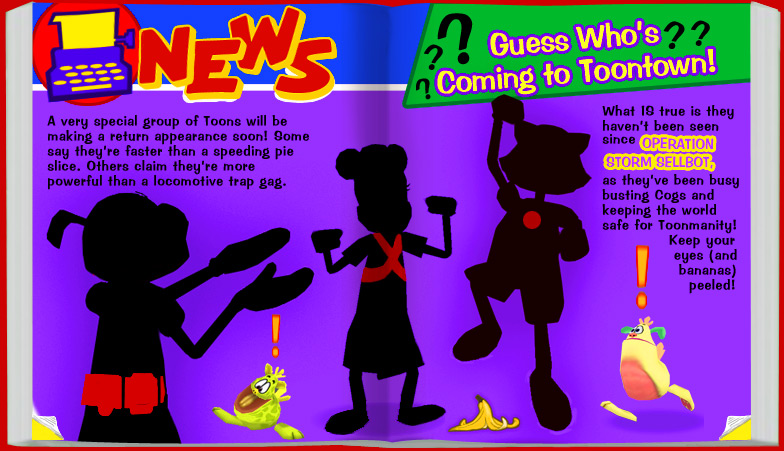 NEWS
??
?
?
Guess Who's
Coming to Toontown!
A very special group of Toons will be
making a return appearance soon! Some
say they're faster than a speeding pie
slice. Others claim they're more
powerful than a locomotive trap gag.
What IS true is they
haven't been seen
since OPERATION
STORM SELLBOT,
as they've been busy
busting Cogs and
keeping the world
safe for Toonmanity!
Keep your
eyes (and
bananas)
peeled!
!
!